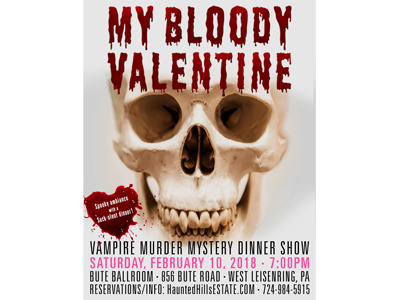 MY BLOODY
VALENTINE
Spooky ambiance
with a
Suck-ulent dinner!
VAMPIRE MURDER MYSTERY DINNER SHOW
SATURDAY, FEBRUARY 10, 2018 · 7:00PM
BUTE BALLROOM · 856 BUTE ROAD · WEST LEISENRING, PA
RESERVATIONS/INFO: HauntedHillsESTATE.COM · 724-984-5915